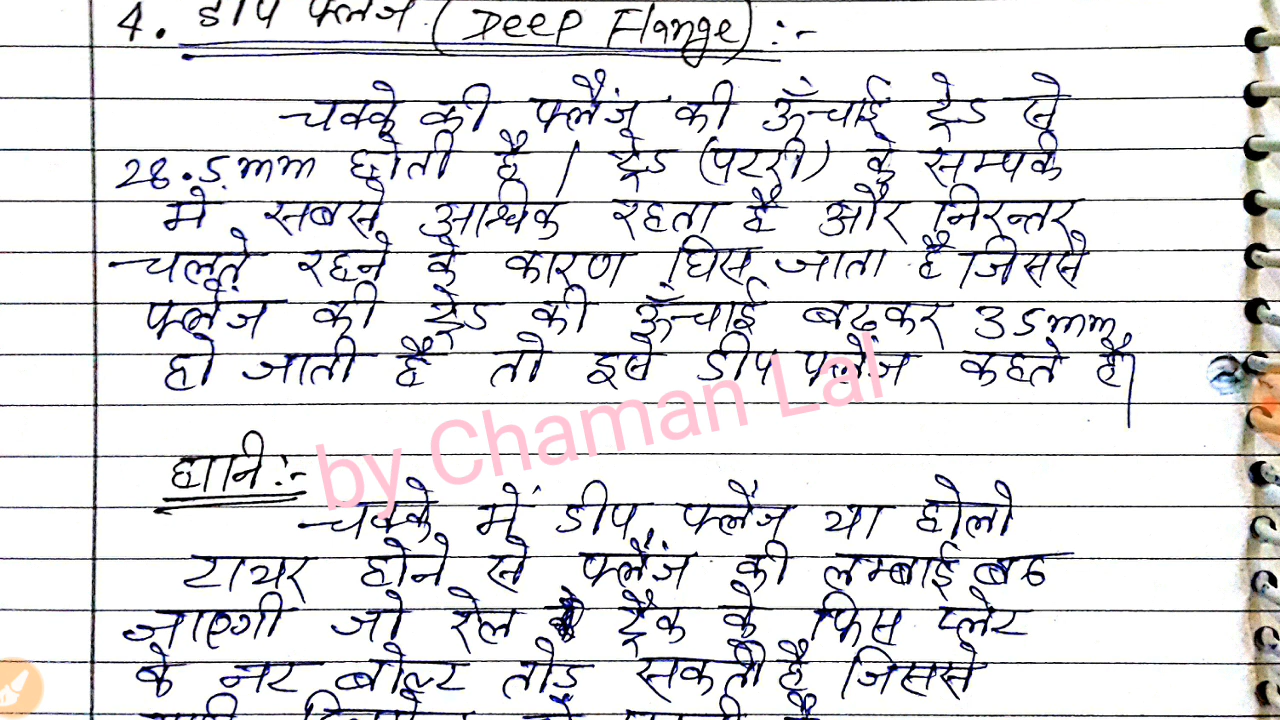 4. डीप फ्लेंज (Deep Flange) :-
चक्के की फ्लैंज की ऊँचाई ट्रेड से
28.5mm होती है। ट्रेड (पटरी) के सम्पर्क
में सबसे अधिक रहता है और निरन्तर
चलते रहने के कारण घिस जाता है जिससे
फ्लेंज की ट्रेड की ऊँचाई बढ़कर 35mm
हो जाती है तो इसे डीप फ्लेंज कहते है।
by Chaman Lal
हानि:-
चक्के में डीप फ्लैंज या होलो
टायर होने से फ्लैंज की लम्बाई बढ
जाएगी जो रेल ट्रैक के फिस प्लेट
के नट बोल्ट तोड़ सकती है जिससे